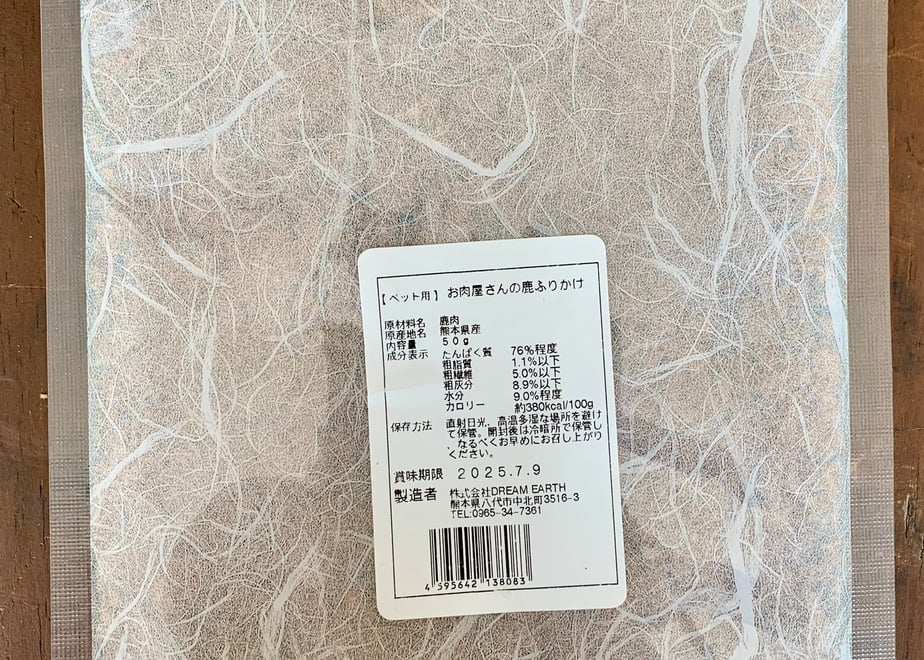 【ペット用】 お肉屋さんの鹿ふりかけ
原材料名 鹿肉
原産地名 熊本県産
内容量 50g
成分表示 たんぱく質 76%程度
粗脂質 1.1%以下
粗繊維 5.0%以下
粗灰分 8.9%以下
水分 9.0%程度
カロリー 約380kcal/100g
保存方法 直射日光、高温多湿な場所を避け
て保管。開封後は冷暗所で保管し
、なるべくお早めにお召し上がり
ください。
賞味期限 2025.7.9
製造者 株式会社DREAM EARTH
熊本県八代市中北町3516-3
TEL:0965-34-7361
4 595642 138083